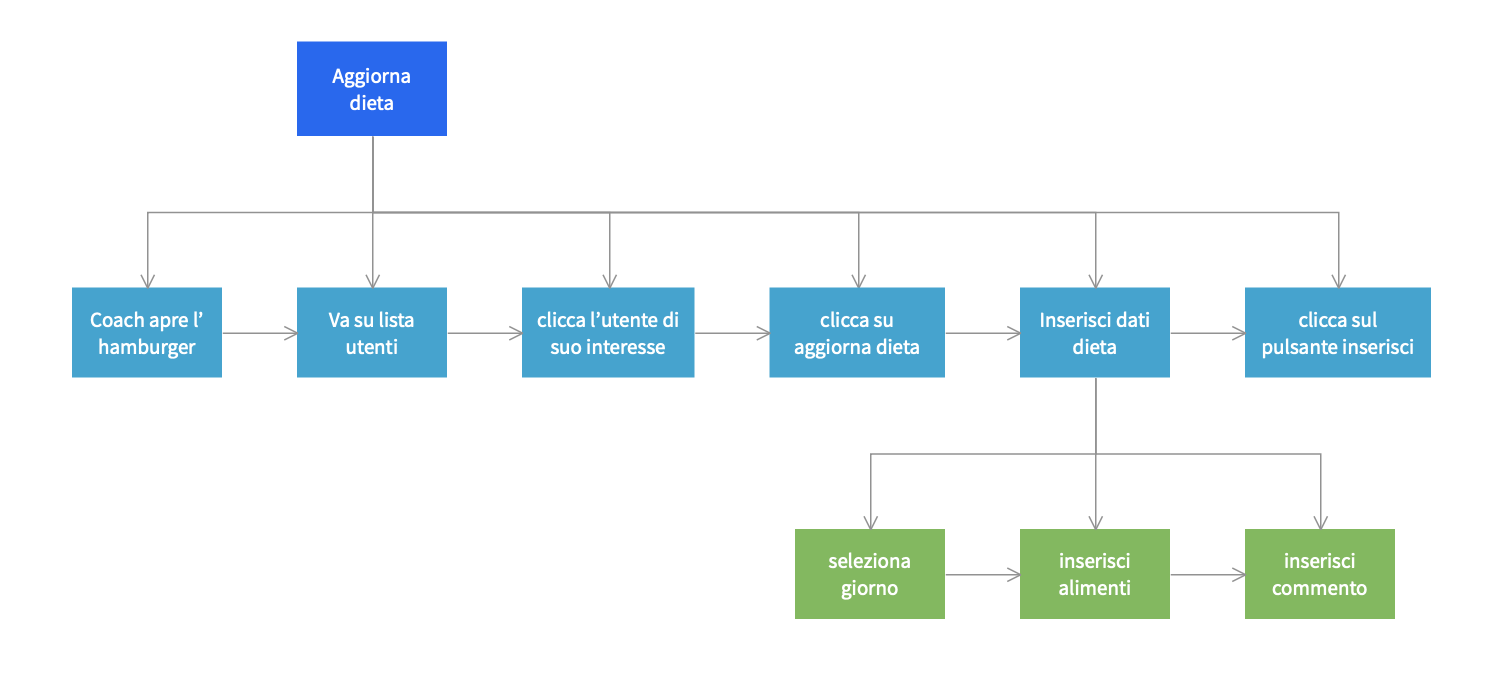 Aggiorna
dieta
Coach apre l’
hamburger
Va su lista
utenti
clicca l’utente di
suo interesse
clicca su
aggiorna dieta
Inserisci dati
dieta
clicca sul
pulsante inserisci
seleziona
giorno
inserisci
alimenti
inserisci
commento